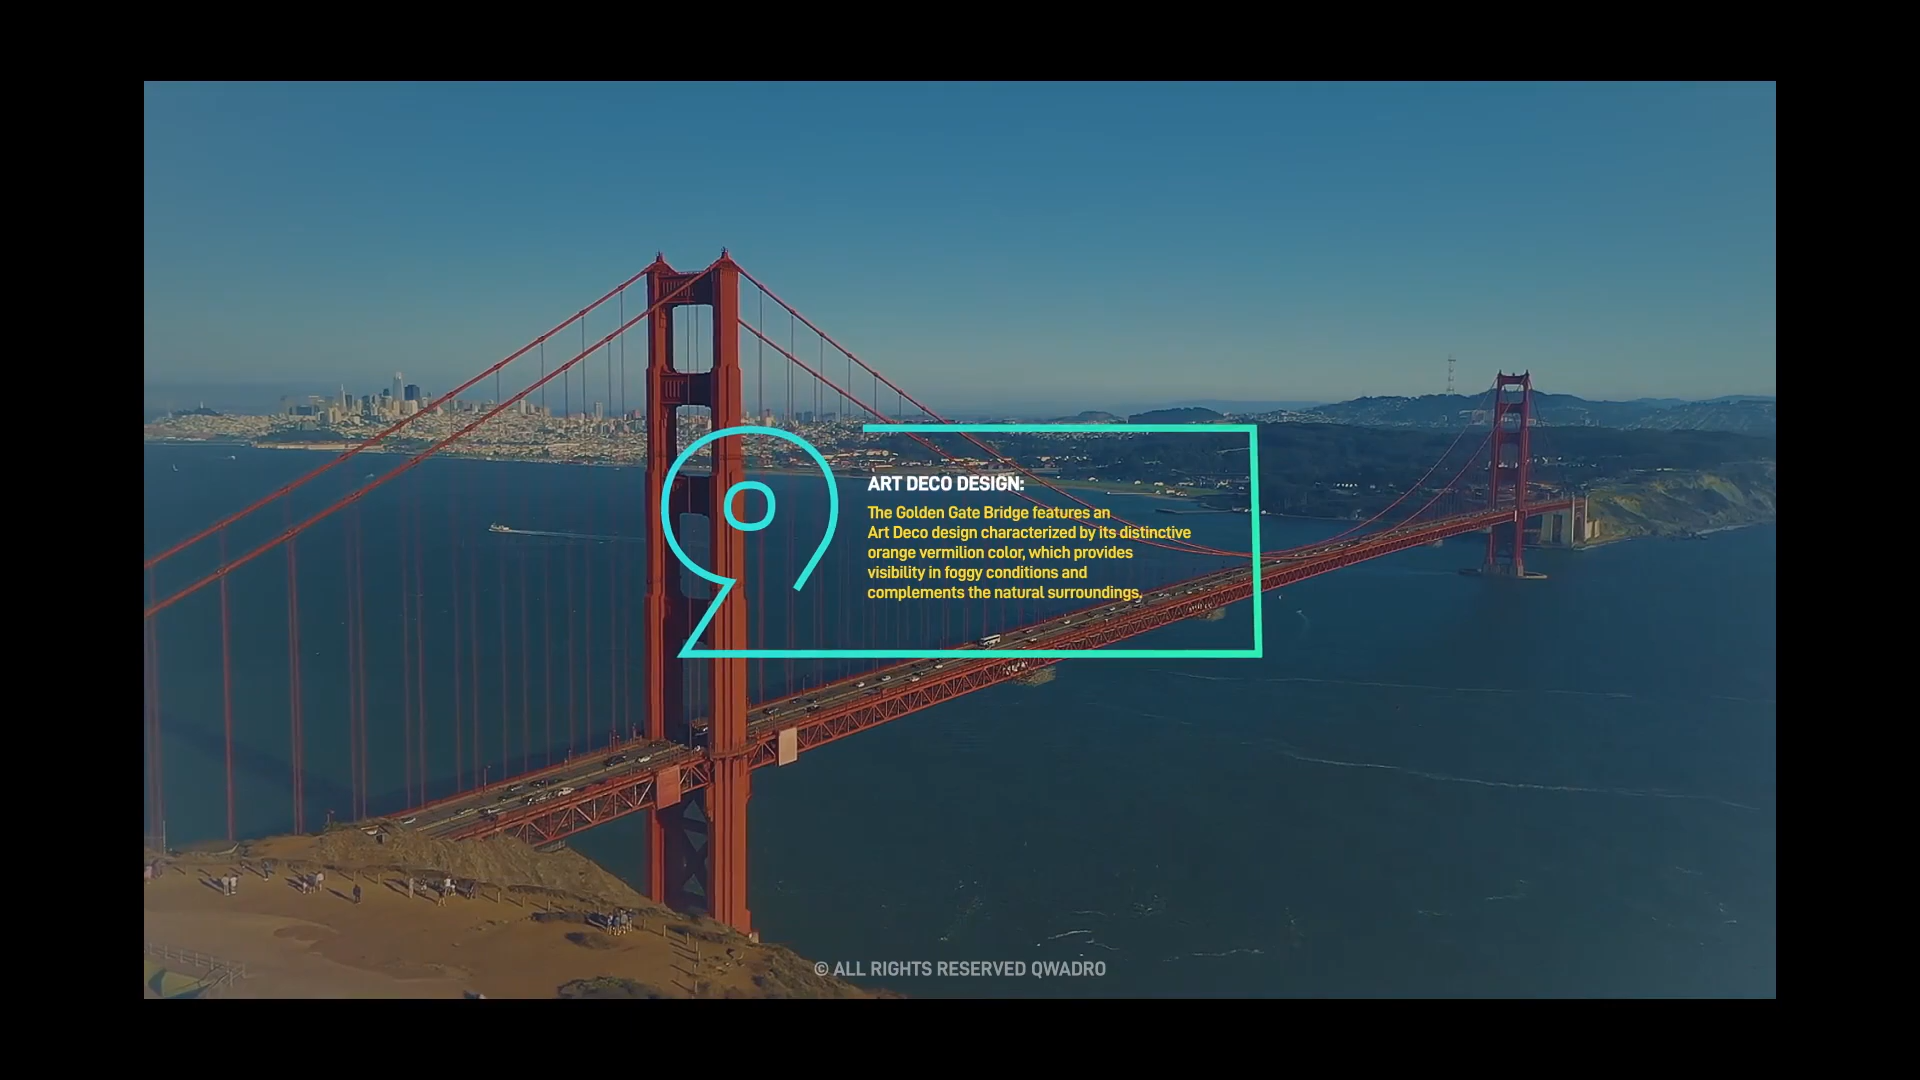 9
ART DECO DESIGN:
The Golden Gate Bridge features an
Art Deco design characterized by its distinctive
orange vermilion color, which provides
visibility in foggy conditions and
complements the natural surroundings.
© ALL RIGHTS RESERVED QWADRO